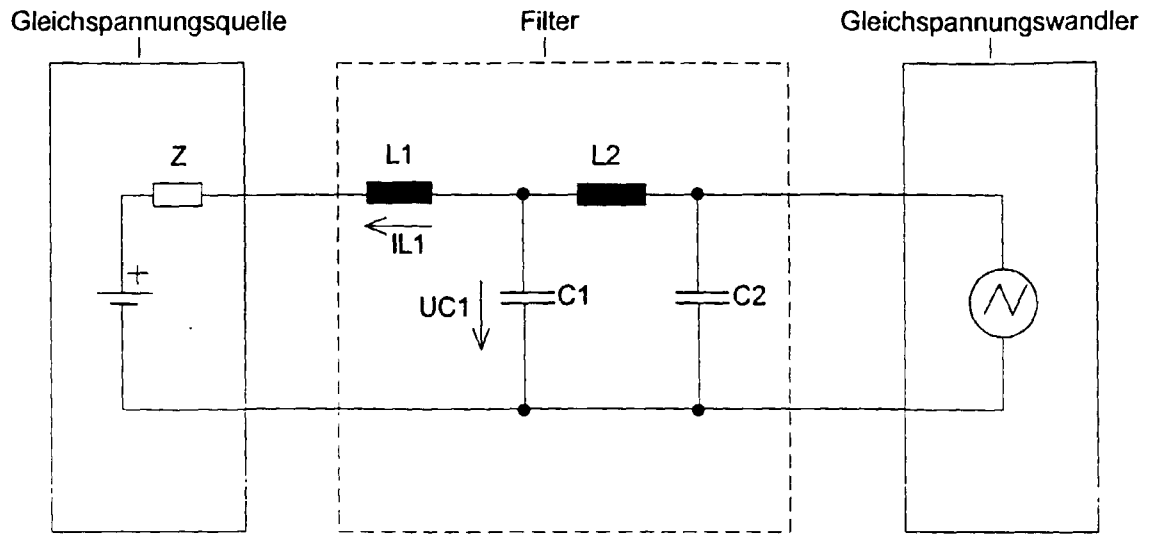 Gleichspannungsquelle
Filter
Gleichspannungswandler
Z
L1
L2
IL1
+
UC1
C1
C2